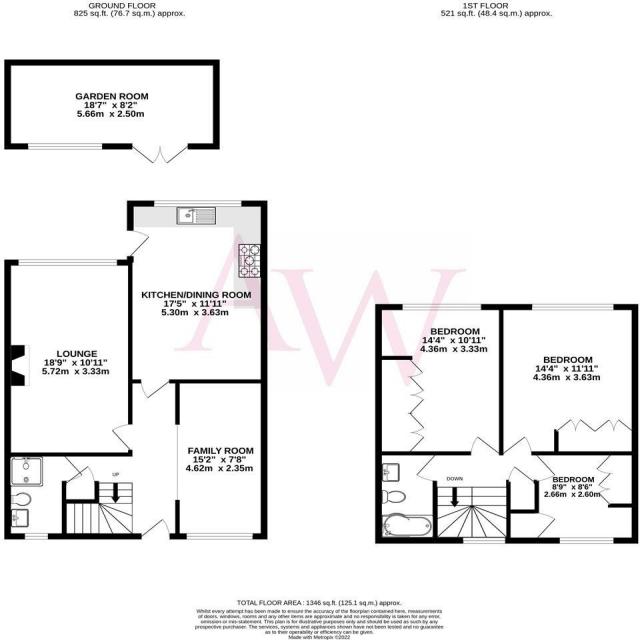 GROUND FLOOR
825 sq.ft. (76.7 sq.m.) approx.
1ST FLOOR
521 sq.ft. (48.4 sq.m.) approx.
GARDEN ROOM
18'7" x 8'2"
5.66m x 2.50m
KITCHEN/DINING ROOM
17'5" x 11'11"
5.30m x 3.63m
LOUNGE
18'9" x 10'11"
5.72m x 3.33m
FAMILY ROOM
15'2" x 7'8"
4.62m x 2.35m
UP
BEDROOM
14'4" x 10'11"
4.36m x 3.33m
BEDROOM
14'4" x 11'11"
4.36m x 3.63m
BEDROOM
8'9" x 8'6"
2.66m x 2.60m
DOWN
AW
TOTAL FLOOR AREA : 1346 sq.ft. (125.1 sq.m.) approx.
Whilst every attempt has been made to ensure the accuracy of the floorplan contained here, measurements
of doors, windows, rooms and any other items are approximate and no responsibility is taken for any error,
omission or mis-statement. This plan is for illustrative purposes only and should be used as such by any
prospective purchaser. The services, systems and appliances shown have not been tested and no guarantee
as to their operability or efficiency can be given.
Made with Metropix ©2022